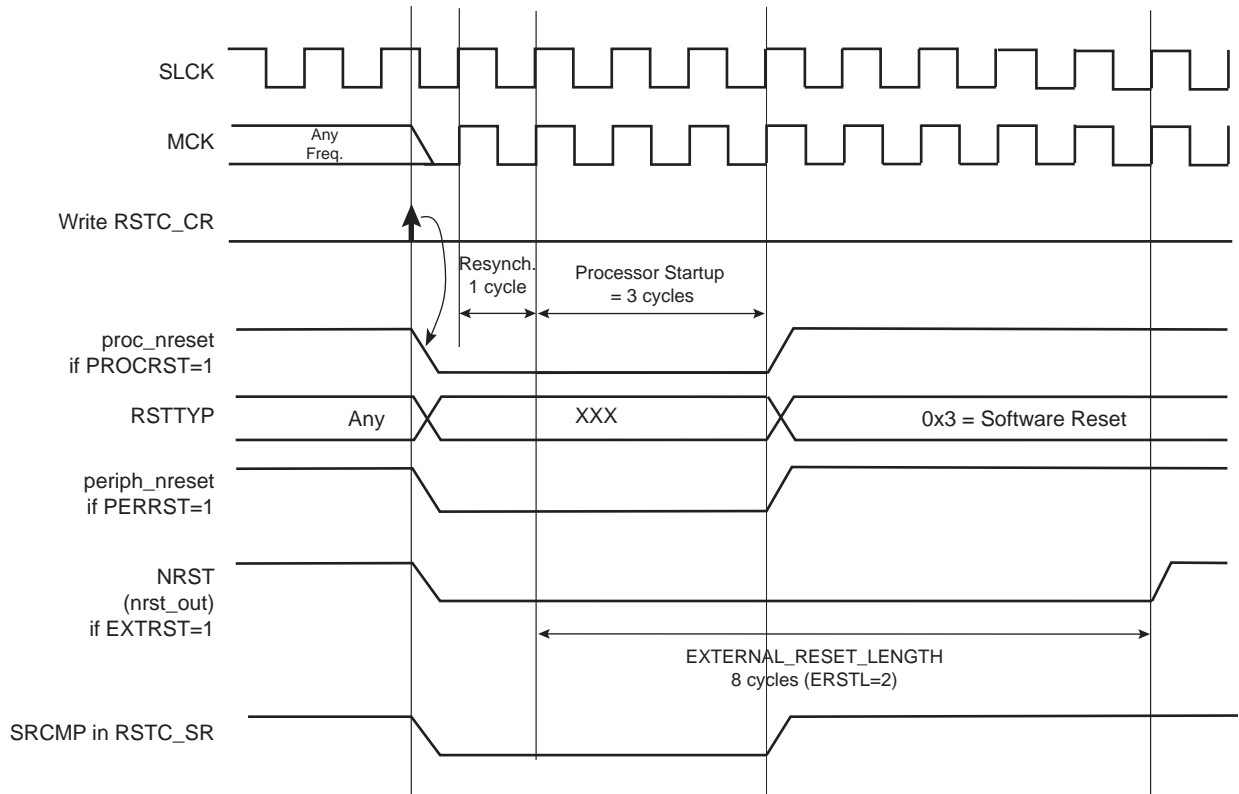 SLCK
MCK
Any
Freq.
Write RSTC_CR
Resynch.
1 cycle
Processor Startup
= 3 cycles
proc_nreset
if PROCRST=1
RSTTYP
Any
XXX
0x3 = Software Reset
periph_nreset
if PERRST=1
NRST
(nrst_out)
if EXTRST=1
EXTERNAL_RESET_LENGTH
8 cycles (ERSTL=2)
SRCMP in RSTC_SR